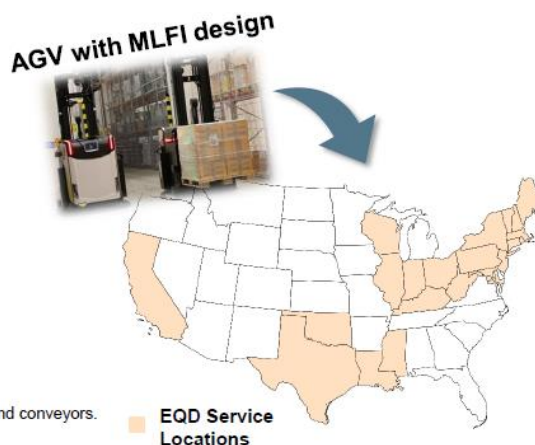 AGV with MLFI design
nd conveyors.
EQD Service
Locations